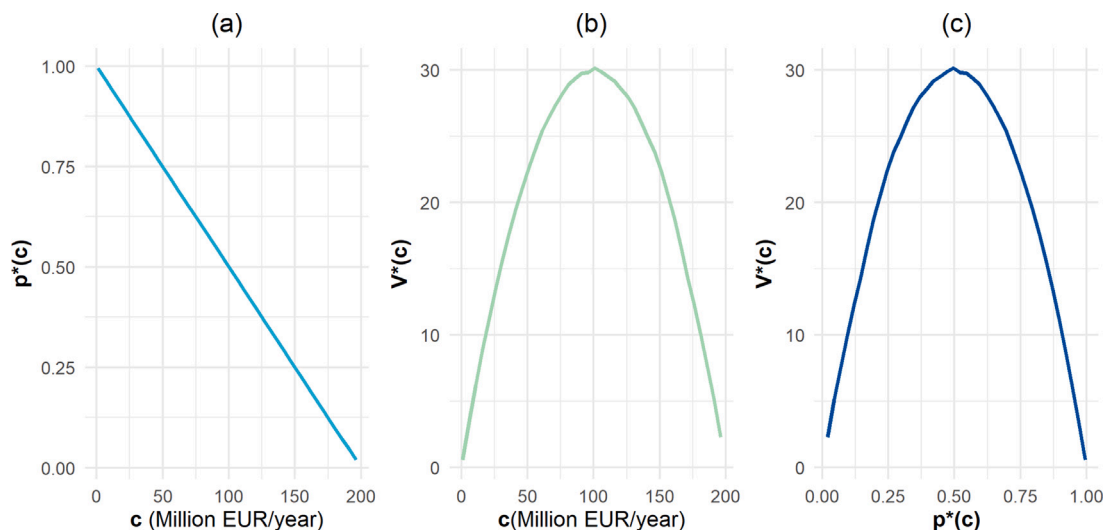 (a)
1.00
0.75
0.50
0.25
0.00
p*(c)
0 50 100 150 200
c (Million EUR/year)
(b)
30
20
10
0
V*(c)
0 50 100 150 200
c(Million EUR/year)
(c)
30
20
10
0
V*(c)
0.00 0.25 0.50 0.75 1.00
p*(c)